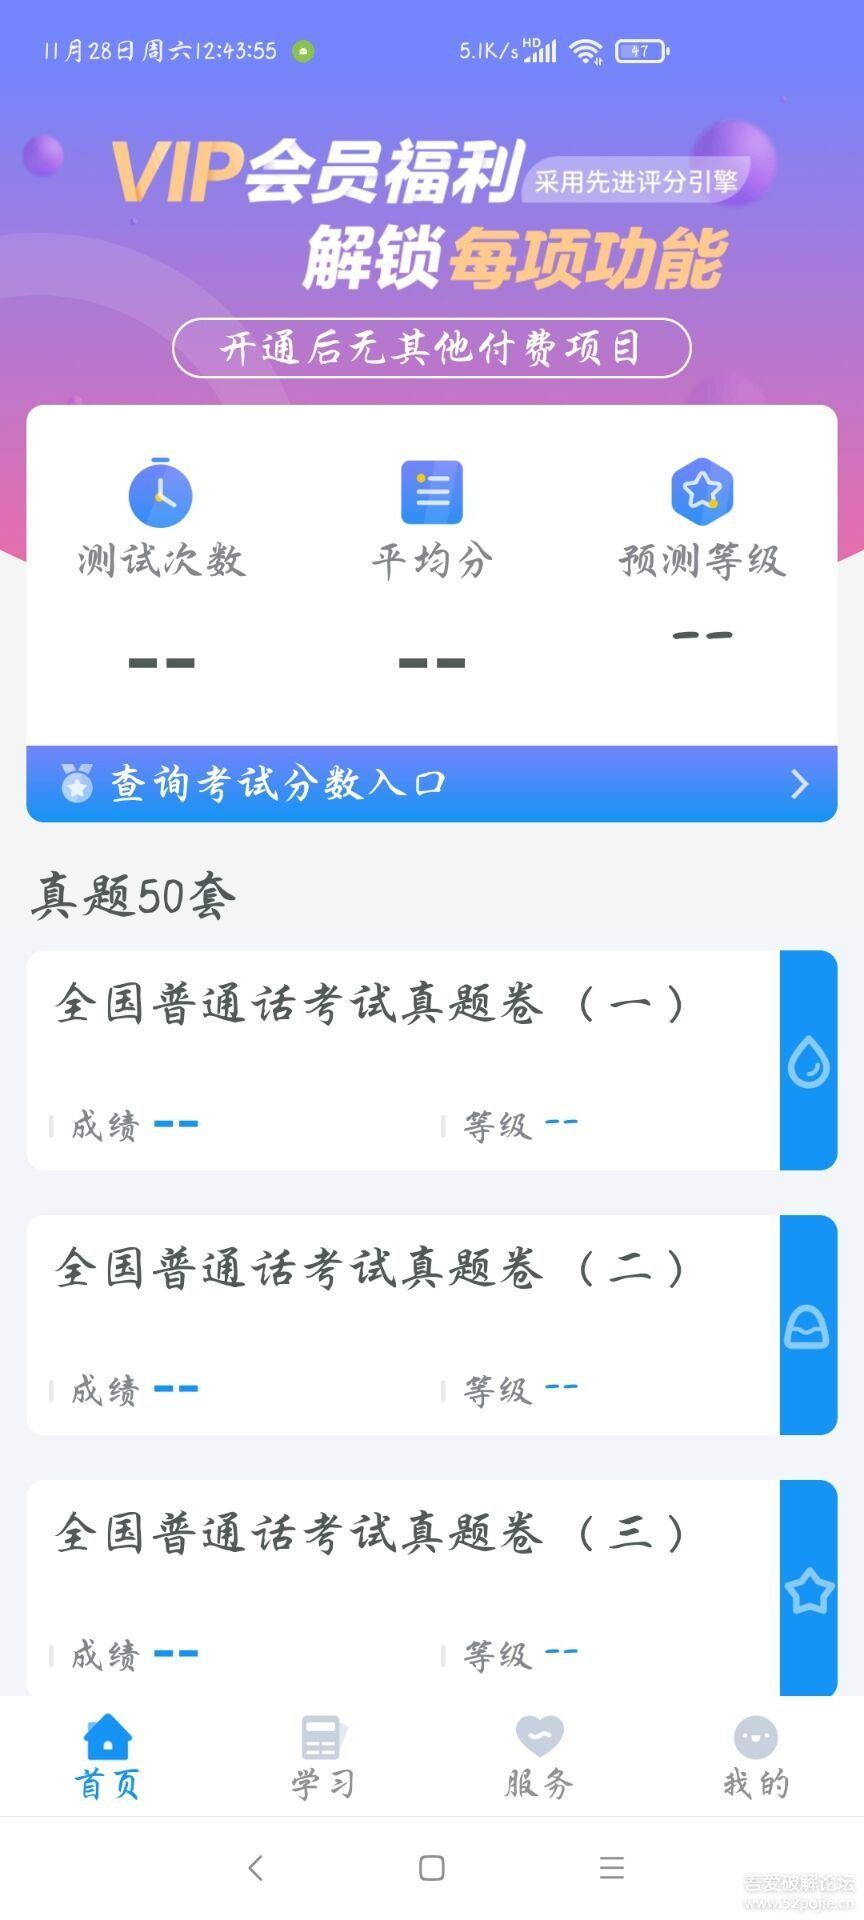 11月28日周六12:43:55
5.1K/s HD 47
VIP会员福利
采用先进评分引擎
解锁每项功能
开通后无其他付费项目
测试次数 平均分 预测等级
-- -- --
查询考试分数入口
真题50套
全国普通话考试真题卷（一）
成绩 -- 等级 --
全国普通话考试真题卷（二）
成绩 -- 等级 --
全国普通话考试真题卷（三）
成绩 -- 等级 --
首页 学习 服务 我的
吾爱破解论坛
www.52pojie.cn